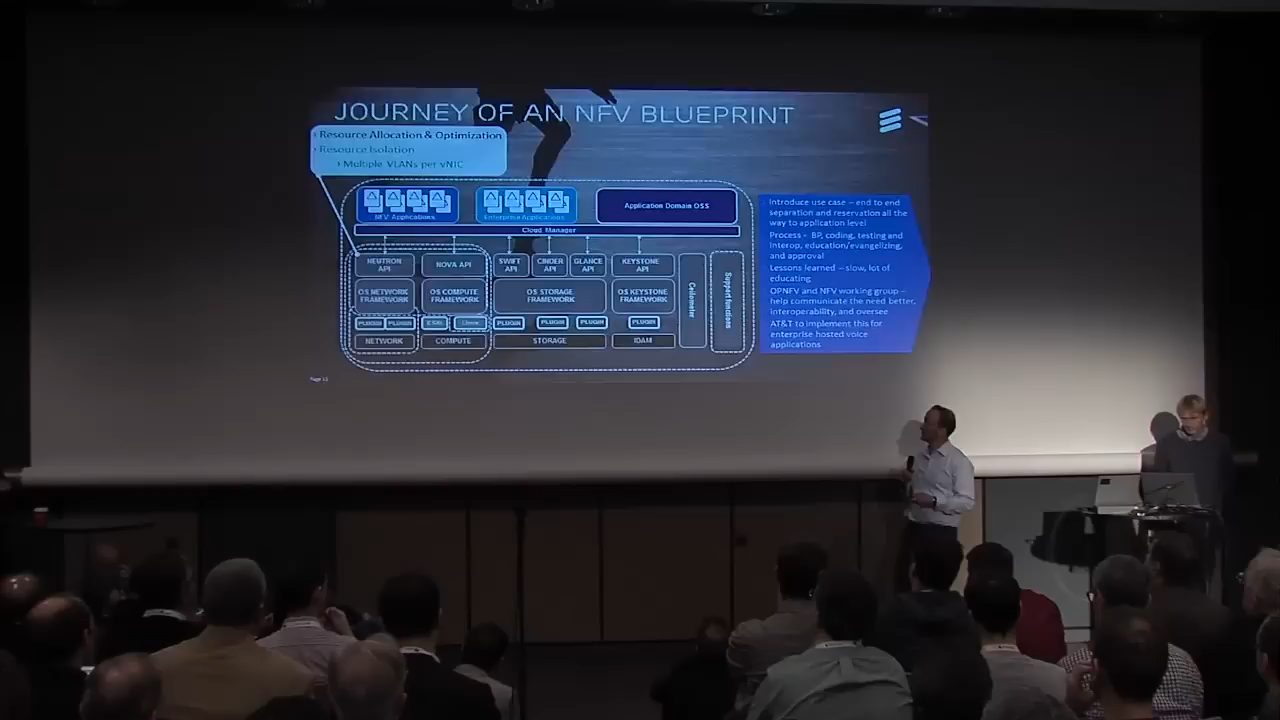 JOURNEY OF AN NFV BLUEPRINT
Resource Allocation & Optimization
Resource Isolation
Multiple VLANs per vNIC
NFV Applications
Enterprise Applications
Application Domain OSS
Cloud Manager
NEUTRON API
NOVA API
SWIFT API
CINDER API
GLANCE API
KEYSTONE API
OS NETWORK FRAMEWORK
OS COMPUTE FRAMEWORK
OS STORAGE FRAMEWORK
OS KEYSTONE FRAMEWORK
Ceilometer
Support functions
PLUGIN
PLUGIN
PLUGIN
PLUGIN
PLUGIN
PLUGIN
NETWORK
COMPUTE
STORAGE
IDAM
Introduce use case – end to end
separation and reservation all the
way to application level
Process – BP, coding, testing and
Interop, education/evangelizing,
and approval
Lessons learned – slow, lot of
educating
OPNFV and NFV working group –
help communicate the need better,
interoperability, and oversee
AT&T to implement this for
enterprise hosted voice
applications